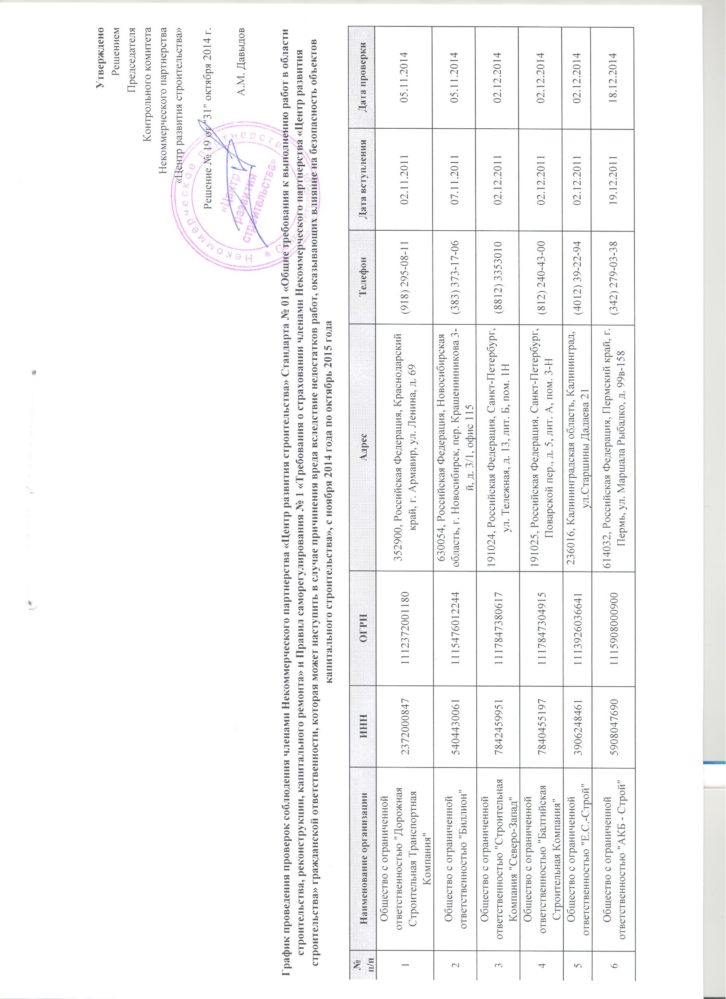 Утверждено
Решением
Председателя
Контрольного комитета
Некоммерческого партнерства
«Центр развития строительства»
Решение № 19 от "31" октября 2014 г.
А.М. Давыдов
Некоммерческое партнерство
«Центр
развития
строительства»
График проведения проверок соблюдения членами Некоммерческого партнерства «Центр развития строительства» Стандарта № 01 «Общие требования к выполнению работ в области
строительства, реконструкции, капитального ремонта» и Правил саморегулирования № 1 «Требования о страховании членами Некоммерческого партнерства «Центр развития
строительства» гражданской ответственности, которая может наступить в случае причинения вреда вследствие недостатков работ, оказывающих влияние на безопасность объектов
капитального строительства», с ноября 2014 года по октябрь 2015 года
№ п/п Наименование организации ИНН ОГРН Адрес Телефон Дата вступления Дата проверки
1 Общество с ограниченной ответственностью "Дорожная Строительная Транспортная Компания" 2372000847 1112372001180 352900, Российская Федерация, Краснодарский край, г. Армавир, ул. Ленина, д. 69 (918) 295-08-11 02.11.2011 05.11.2014
2 Общество с ограниченной ответственностью "Биллион" 5404430061 1115476012244 630054, Российская Федерация, Новосибирская область, г. Новосибирск, пер. Крашенинникова 3-й, д. 3/1, офис 115 (383) 373-17-06 07.11.2011 05.11.2014
3 Общество с ограниченной ответственностью "Строительная Компания "Северо-Запад" 7842459951 1117847380617 191024, Российская Федерация, Санкт-Петербург, ул. Тележная, д. 13, лит. Б, пом. 1Н (8812) 3353010 02.12.2011 02.12.2014
4 Общество с ограниченной ответственностью "Балтийская Строительная Компания" 7840455197 1117847304915 191025, Российская Федерация, Санкт-Петербург, Поварской пер., д. 5, лит. А, пом. 3-Н (812) 240-43-00 02.12.2011 02.12.2014
5 Общество с ограниченной ответственностью "Е.С.-Строй" 3906248461 1113926036641 236016, Калининградская область, Калининград, ул.Старшины Дадаева 21 (4012) 39-22-94 02.12.2011 02.12.2014
6 Общество с ограниченной ответственностью "АКБ - Строй" 5908047690 1115908000900 614032, Российская Федерация, Пермский край, г. Пермь, ул. Маршала Рыбалко, д. 99в-158 (342) 279-03-38 19.12.2011 18.12.2014